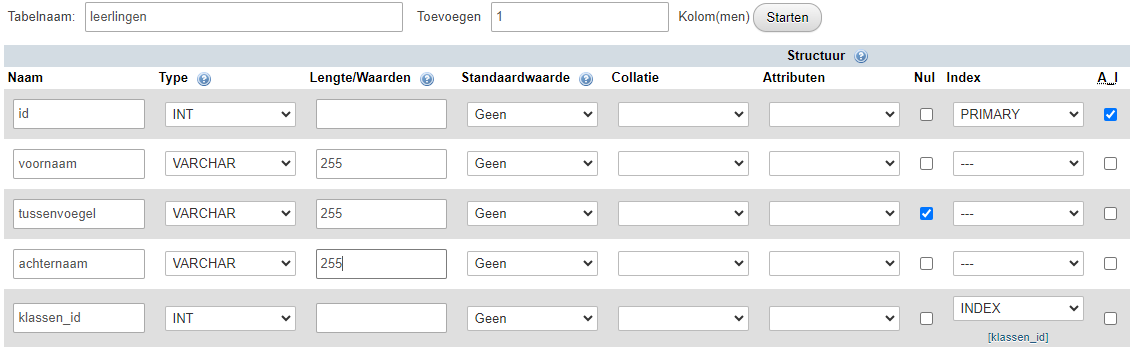 Tabelnaam: leerlingen Toevoegen 1 Kolom(men) Starten
Structuur
Naam Type Lengte/Waarden Standaardwaarde Collatie Attributen Nul Index A_I
id INT Geen PRIMARY
voornaam VARCHAR 255 Geen ---
tussenvoegel VARCHAR 255 Geen ---
achternaam VARCHAR 255 Geen ---
klassen_id INT Geen INDEX
[klassen_id]